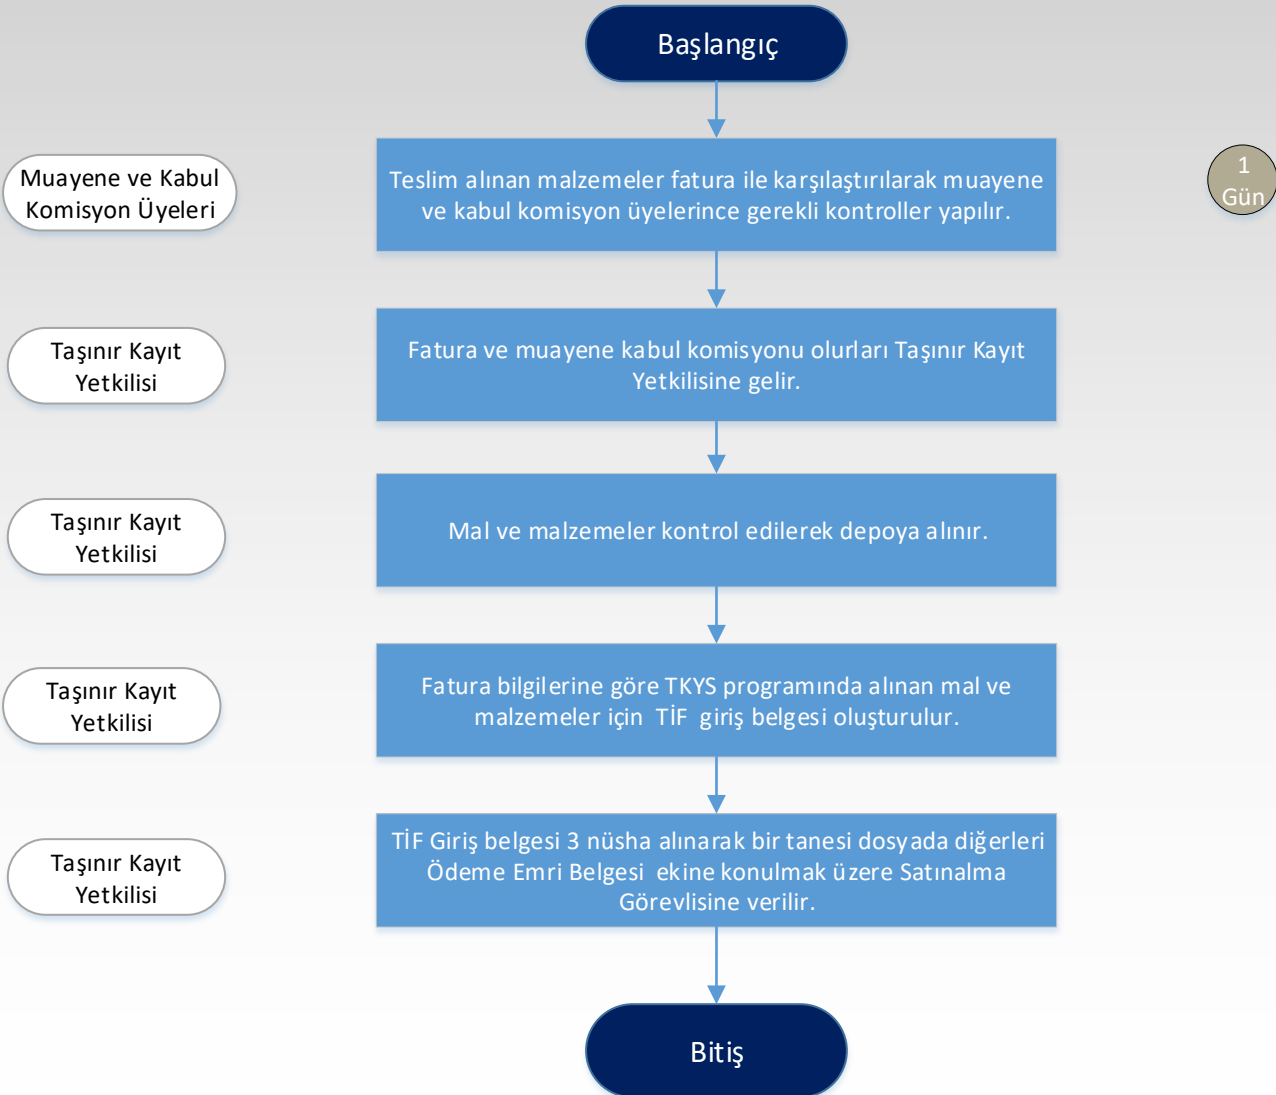 Başlangıç
Muayene ve Kabul
Komisyon Üyeleri
Teslim alınan malzemeler fatura ile karşılaştırılarak muayene
ve kabul komisyon üyelerince gerekli kontroller yapılır.
1
Gün
Taşınır Kayıt
Yetkilisi
Fatura ve muayene kabul komisyonu olurları Taşınır Kayıt
Yetkilisine gelir.
Taşınır Kayıt
Yetkilisi
Mal ve malzemeler kontrol edilerek depoya alınır.
Taşınır Kayıt
Yetkilisi
Fatura bilgilerine göre TKYS programında alınan mal ve
malzemeler için TİF giriş belgesi oluşturulur.
Taşınır Kayıt
Yetkilisi
TİF Giriş belgesi 3 nüsha alınarak bir tanesi dosyada diğerleri
Ödeme Emri Belgesi ekine konulmak üzere Satınalma
Görevlisine verilir.
Bitiş